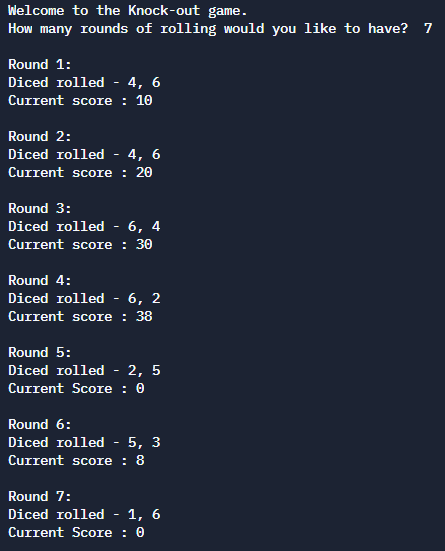 Welcome to the Knock-out game.
How many rounds of rolling would you like to have?  7
Round 1:
Diced rolled - 4, 6
Current score : 10
Round 2:
Diced rolled - 4, 6
Current score : 20
Round 3:
Diced rolled - 6, 4
Current score : 30
Round 4:
Diced rolled - 6, 2
Current score : 38
Round 5:
Diced rolled - 2, 5
Current Score : 0
Round 6:
Diced rolled - 5, 3
Current score : 8
Round 7:
Diced rolled - 1, 6
Current Score : 0